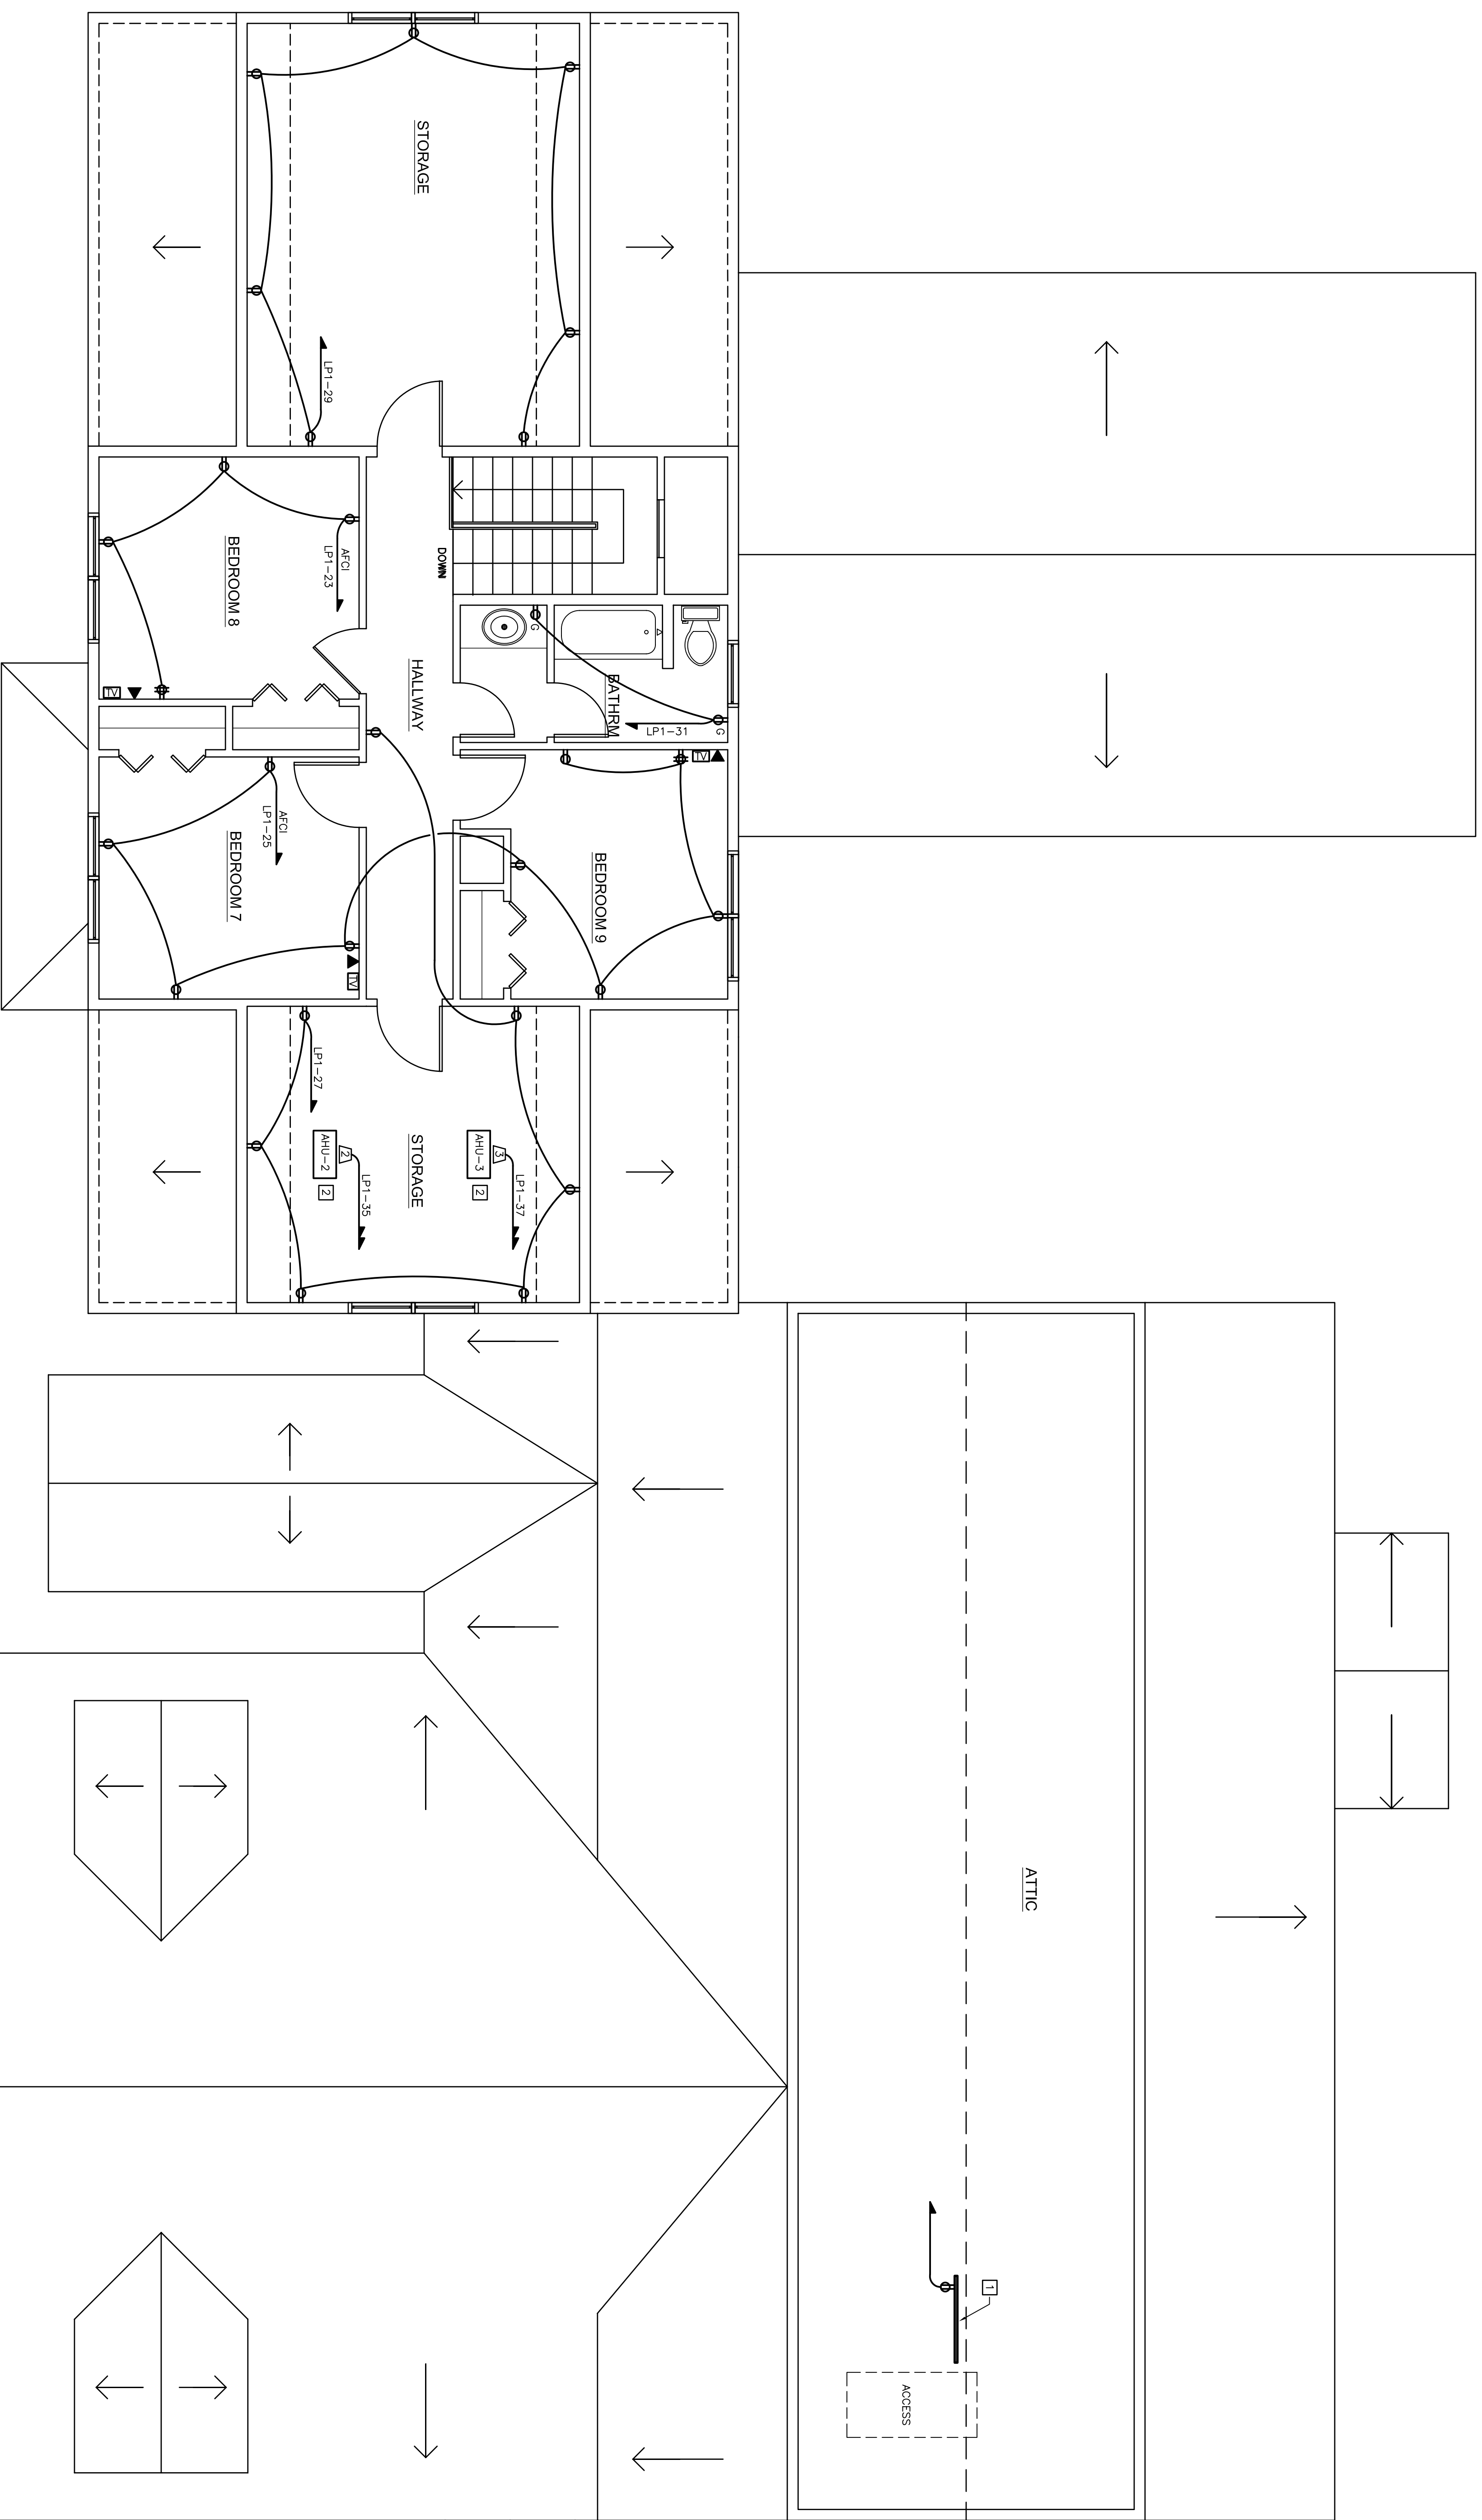 STORAGE
LP1-29
AFCI
LP1-23
BEDROOM 8
DOWN
G
BATHRM
LP1-31
G
HALLWAY
TV
TV
AFCI
LP1-25
BEDROOM 7
BEDROOM 9
TV
LP1-27
AHU-2
2
2
LP1-35
STORAGE
AHU-3
3
2
LP1-37
ATTIC
1
ACCESS